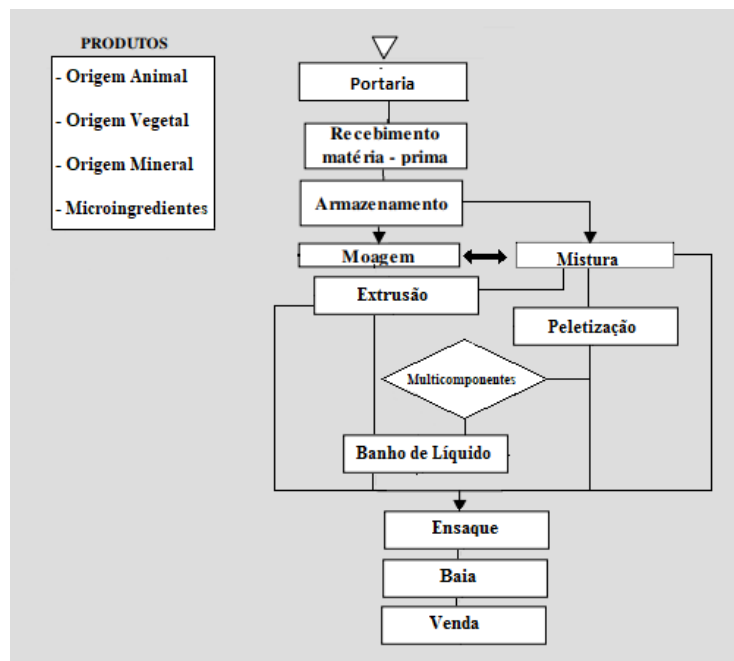 PRODUTOS
- Origem Animal
- Origem Vegetal
- Origem Mineral
- Microingredientes
Portaria
Recebimento
matéria - prima
Armazenamento
Moagem
Mistura
Extrusão
Peletização
Multicomponentes
Banho de Líquido
Ensaque
Baia
Venda